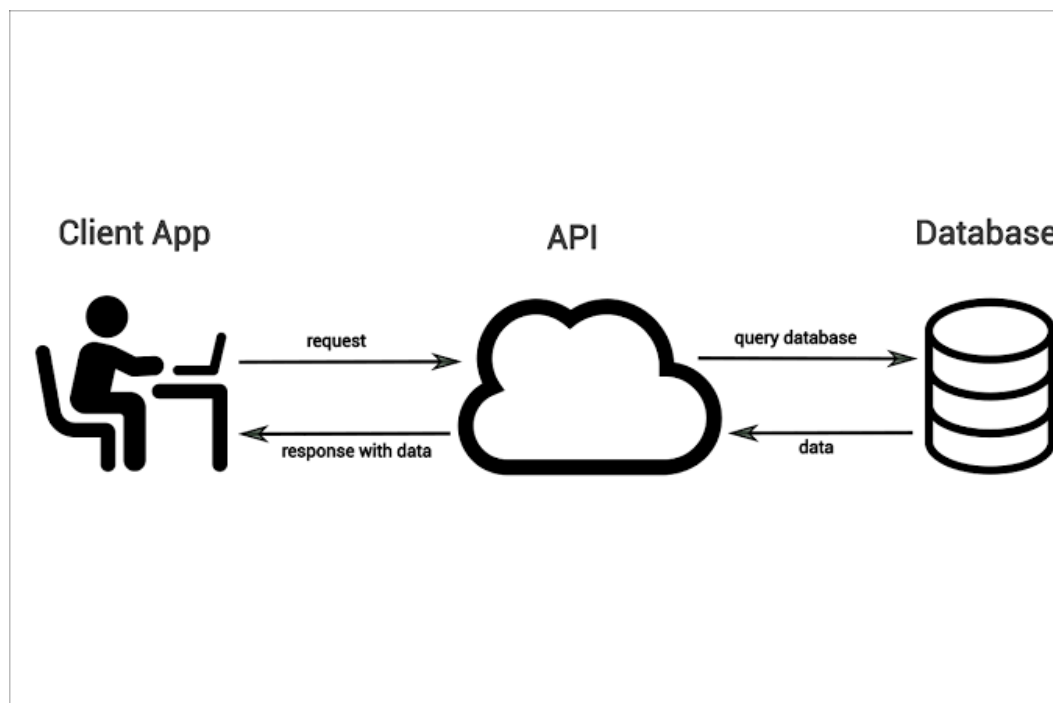 Client App
API
Database
request
query database
response with data
data